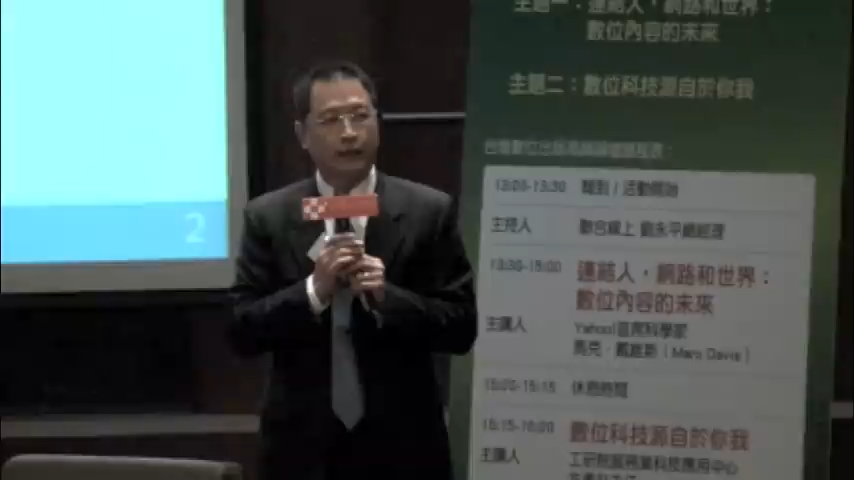 2
主題一：連結人，網路和世界：
數位內容的未來
主題二：數位科技源自於你我
13:00-13:30 報到 / 活動開始
主持人 聯合線上 劉永平總經理
13:30-15:00 連結人，網路和世界：
數位內容的未來
主講人 Yahoo!首席科學家
馬克．戴維斯（Marc Davis）
15:00-15:15 休息時間
15:15-16:00 數位科技源自於你我
主講人 工研院服務業科技應用中心